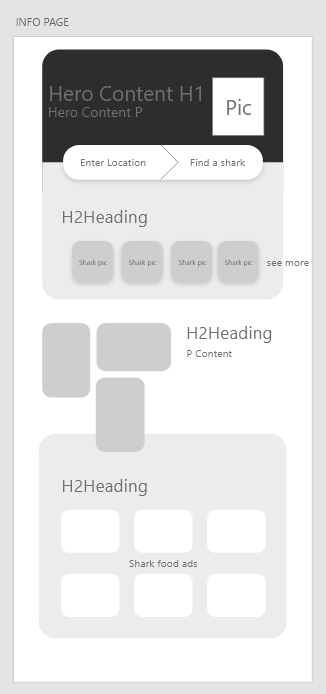 INFO PAGE
Hero Content H1
Hero Content P
Pic
Enter Location
Find a shark
H2Heading
Shark pic
Shark pic
Shark pic
Shark pic
see more
H2Heading
P Content
H2Heading
Shark food ads